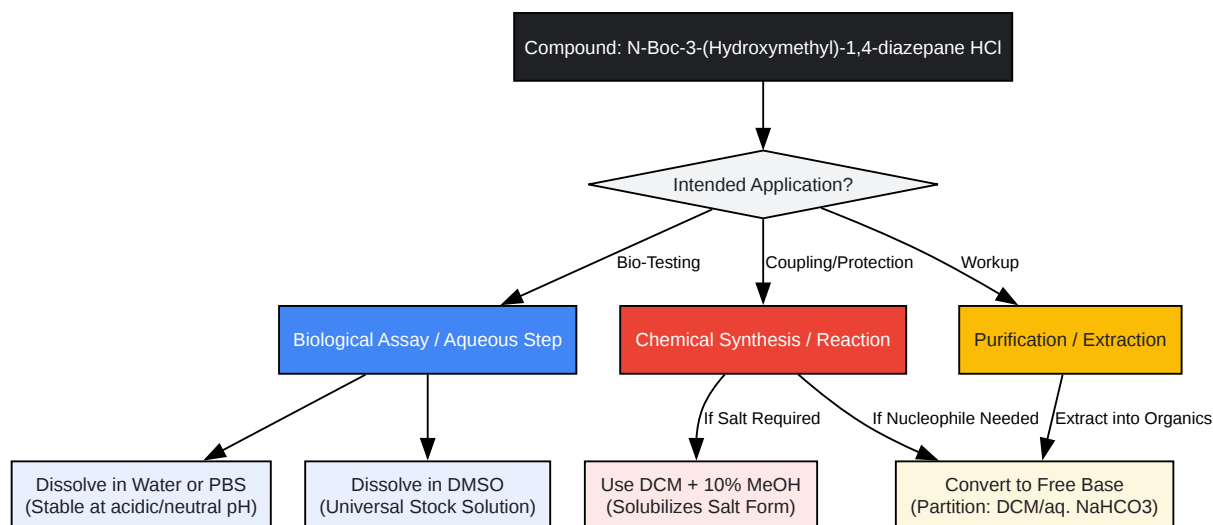 Compound: N-Boc-3-(Hydroxymethyl)-1,4-diazepane HCl
Intended Application?
Bio-Testing
Coupling/Protection
Workup
Biological Assay / Aqueous Step
Chemical Synthesis / Reaction
Purification / Extraction
If Salt Required
If Nucleophile Needed
Extract into Organics
Dissolve in Water or PBS
(Stable at acidic/neutral pH)
Dissolve in DMSO
(Universal Stock Solution)
Use DCM + 10% MeOH
(Solubilizes Salt Form)
Convert to Free Base
(Partition: DCM/aq. NaHCO3)